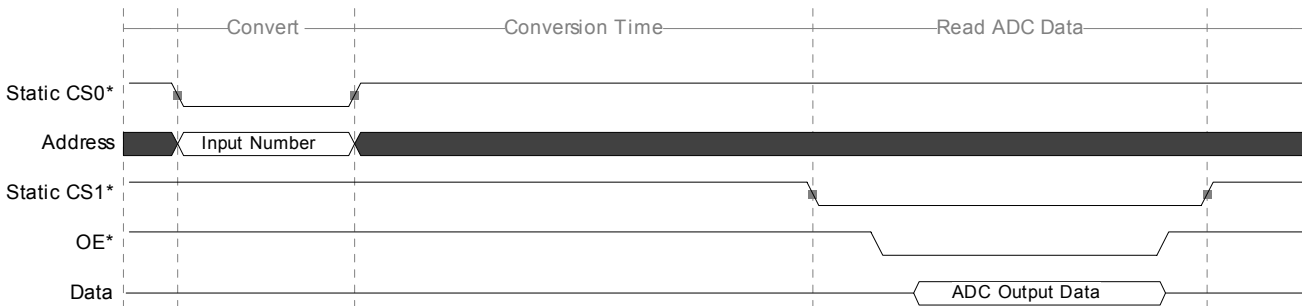 Convert Conversion Time Read ADC Data
Static CS0*
Address Input Number
Static CS1*
OE*
Data ADC Output Data